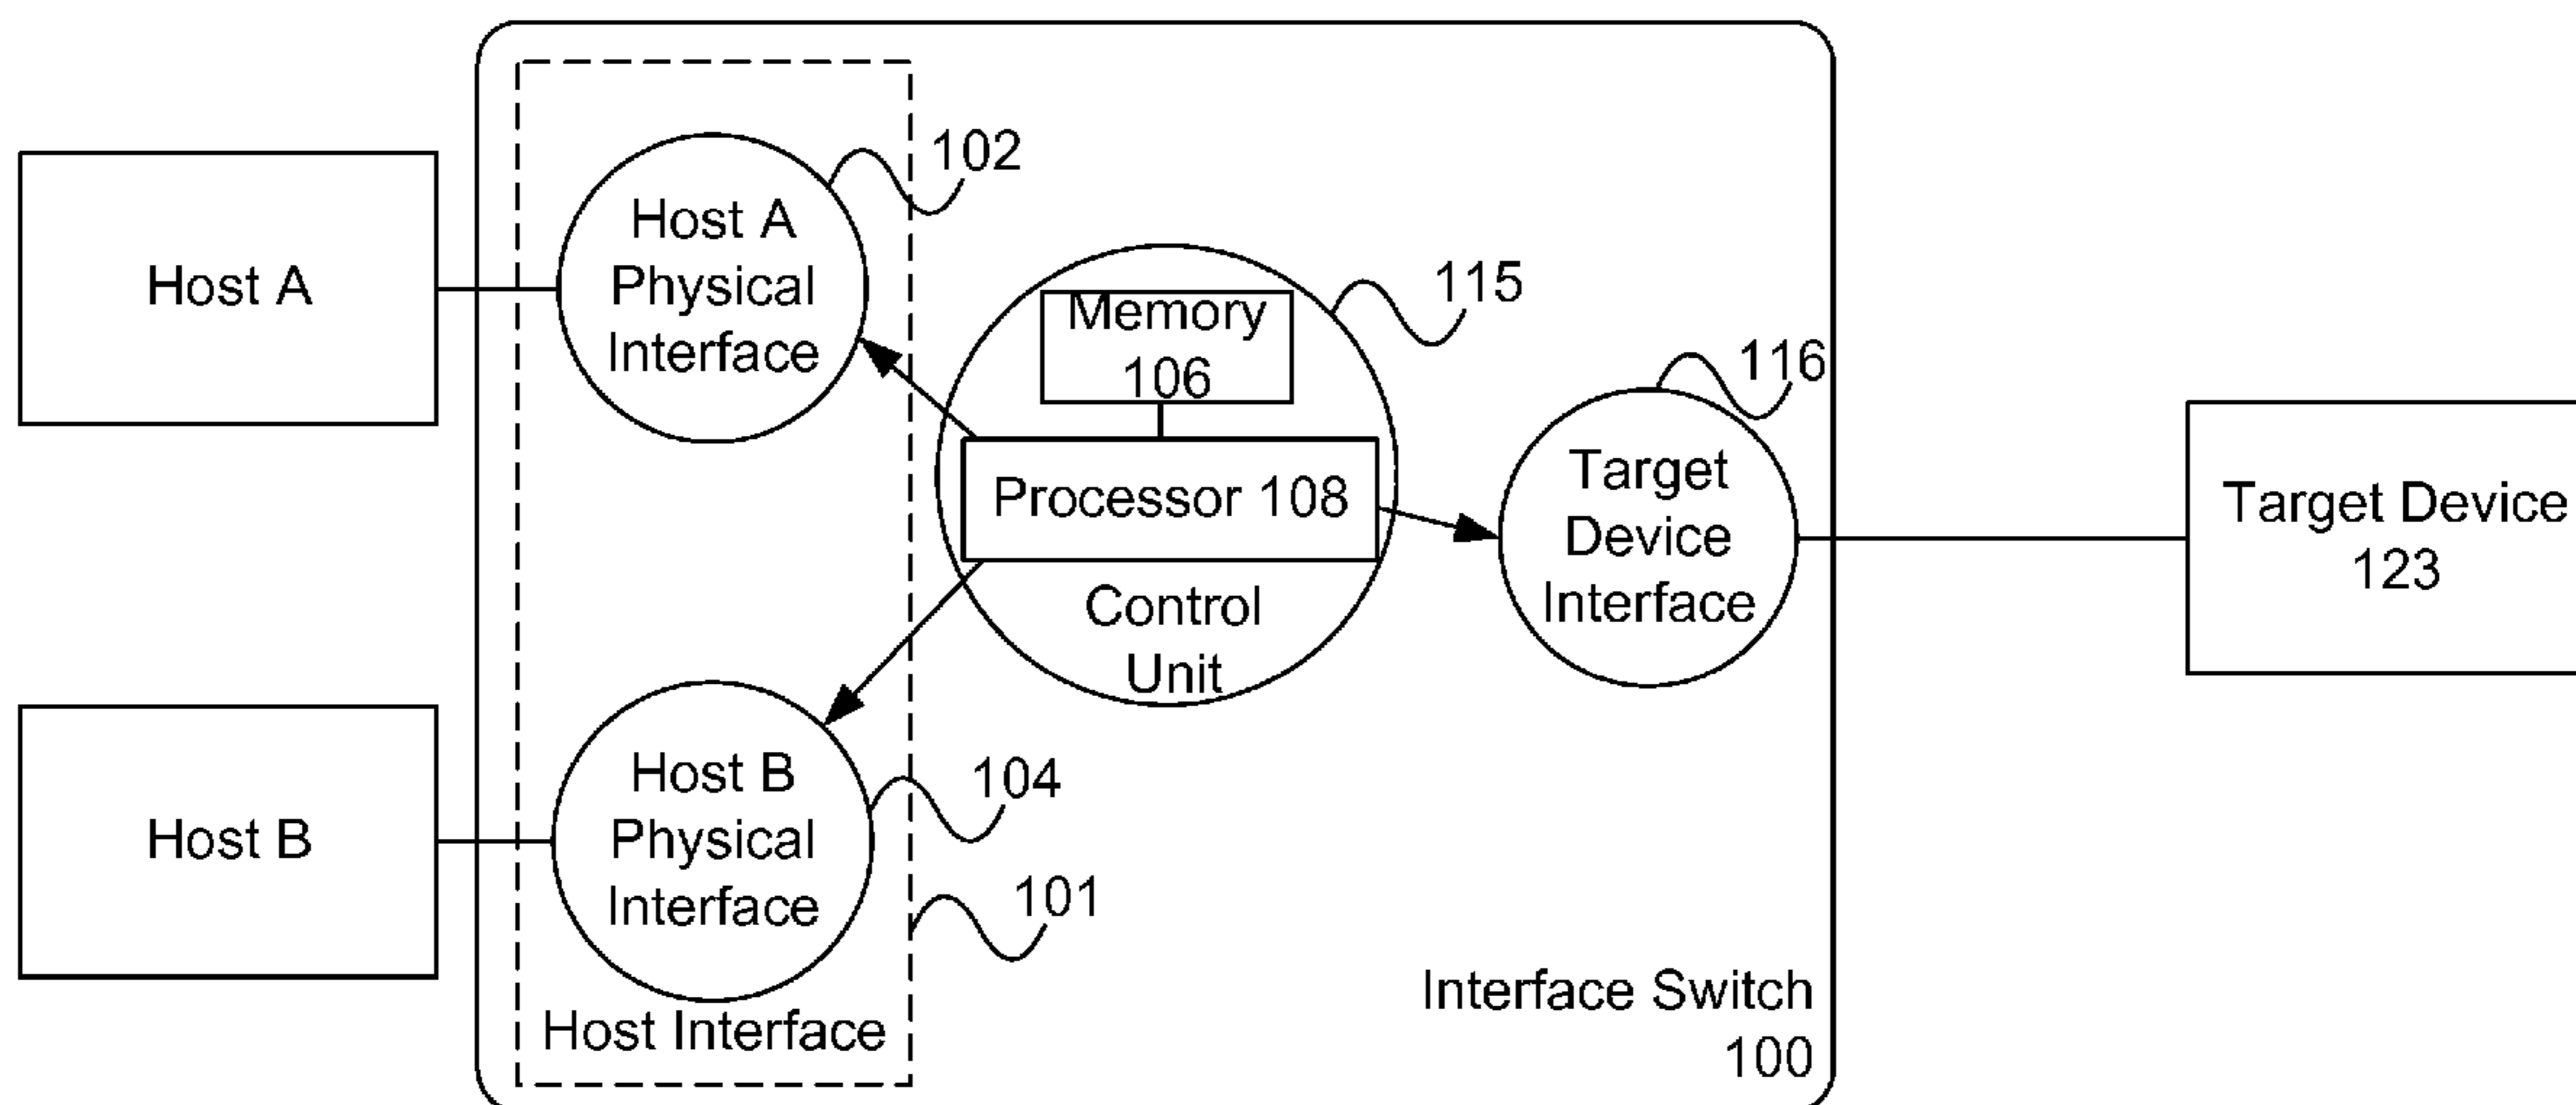 Host A
Host A
Physical
Interface
102
Memory
106
115
Processor 108
Control
Unit
116
Target
Device
Interface
Target Device
123
Host B
Host B
Physical
Interface
104
101
Host Interface
Interface Switch
100